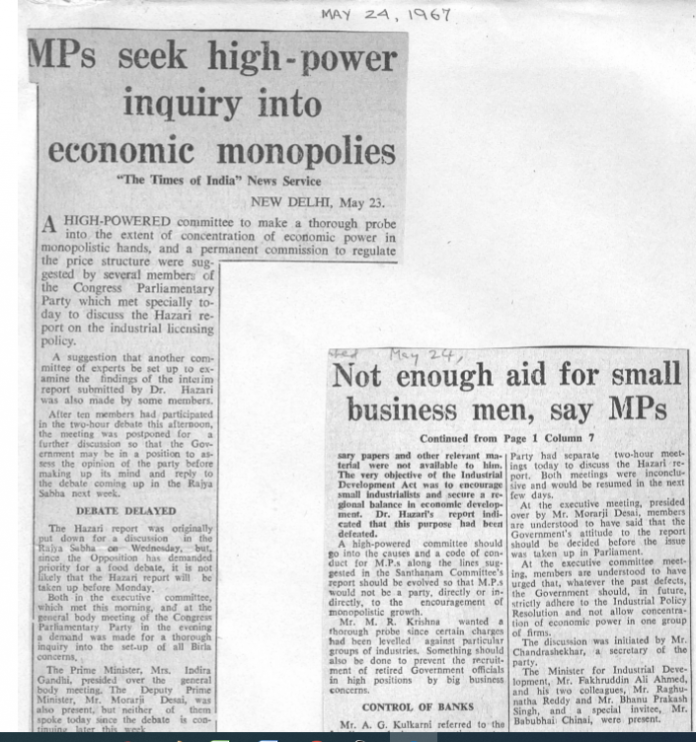 MAY 24, 1967
MPs seek high-power
inquiry into
economic monopolies
"The Times of India" News Service
NEW DELHI, May 23.
A HIGH-POWERED committee to make a thorough probe
into the extent of concentration of economic power in
monopolistic hands, and a permanent commission to regulate
the price structure were sug-
gested by several members of
the Congress Parliamentary
Party which met specially to-
day to discuss the Hazari re-
port on the industrial licensing
policy.
A suggestion that another com-
mittee of experts be set up to ex-
amine the findings of the interim
report submitted by Dr. Hazari
was also made by some members.
After ten members had participated
in the two-hour debate this afternoon,
the meeting was postponed for a
further discussion so that the Gov-
ernment may be in a position to as-
sess the opinion of the party before
making up its mind and reply to
the debate coming up in the Rajya
Sabha next week.
DEBATE DELAYED
The Hazari report was originally
put down for a discussion in the
Rajya Sabha on Wednesday, but,
since the Opposition has demanded
priority for a food debate, it is not
likely that the Hazari report will be
taken up before Monday.
Both in the executive committee,
which met this morning, and at the
general body meeting of the Congress
Parliamentary Party in the evening
a demand was made for a thorough
inquiry into the set-up of all Birla
concerns.
The Prime Minister, Mrs. Indira
Gandhi, presided over the general
body meeting. The Deputy Prime
Minister, Mr. Morarji Desai, was
also present, but neither of them
spoke today since the debate is con-
tinuing later this week
May 24,
Not enough aid for small
business men, say MPs
Continued from Page 1 Column 7
sary papers and other relevant ma-
terial were not available to him.
The very objective of the Industrial
Development Act was to encourage
small industrialists and secure a re-
gional balance in economic develop-
ment. Dr. Hazari's report indi-
cated that this purpose had been
defeated.
A high-powered committee should
go into the causes and a code of con-
duct for M.P.s along the lines sug-
gested in the Santhanam Committee's
report should be evolved so that M.P.s
would not be a party, directly or in-
directly, to the encouragement of
monopolistic growth.
Mr. M. R. Krishna wanted a
thorough probe since certain charges
had been levelled against particular
groups of industries. Something should
also be done to prevent the recruit-
ment of retired Government officials
in high positions by big business
concerns.
CONTROL OF BANKS
Mr. A. G. Kulkarni referred to the
Party had separate two-hour meet-
ings today to discuss the Hazari re-
port. Both meetings were inconclu-
sive and would be resumed in the next
few days.
At the executive meeting, presided
over by Mr. Morarji Desai, members
are understood to have said that the
Government's attitude to the report
should be decided before the issue
was taken up in Parliament.
At the executive committee meet-
ing, members are understood to have
urged that, whatever the past defects,
the Government should, in future,
strictly adhere to the Industrial Policy
Resolution and not allow concentra-
tion of economic power in one group
of firms.
The discussion was initiated by Mr.
Chandrashekhar, a secretary of the
party.
The Minister for Industrial Deve-
lopment, Mr. Fakhruddin Ali Ahmed,
and his two colleagues, Mr. Raghu-
natha Reddy and Mr. Bhanu Prakash
Singh, and a special invitee, Mr.
Babubhai Chinai, were present.